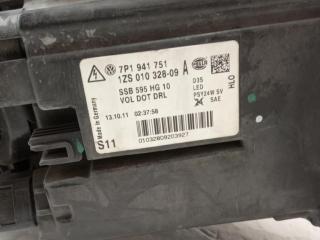 7P1 941 751
1ZS 010 328-09 A
SSB 595 HG 10
VOL DOT DRL
D3S
LED
PSY24W SV
SAE
HLO
Made in Germany
13.10.11 02:37:58
S11
01032809203927